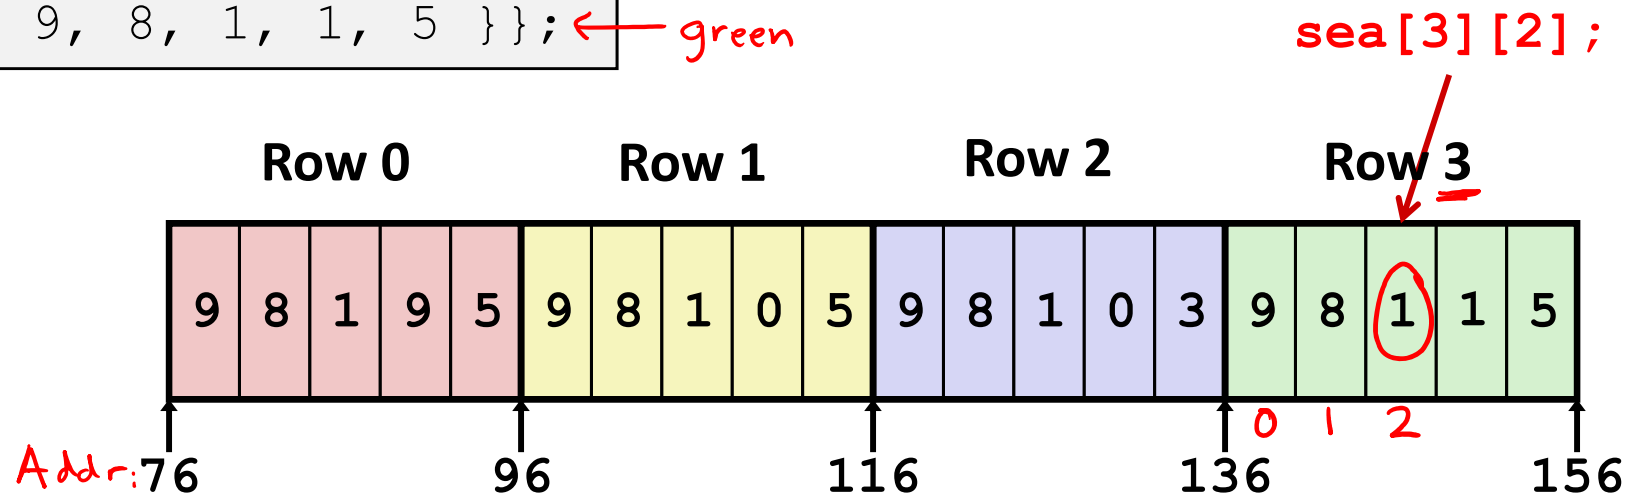 9, 8, 1, 1, 5 }}; green
sea[3][2];
Row 0 Row 1 Row 2 Row 3
9 8 1 9 5 9 8 1 0 5 9 8 1 0 3 9 8 1 1 5
0 1 2
Addr: 76 96 116 136 156